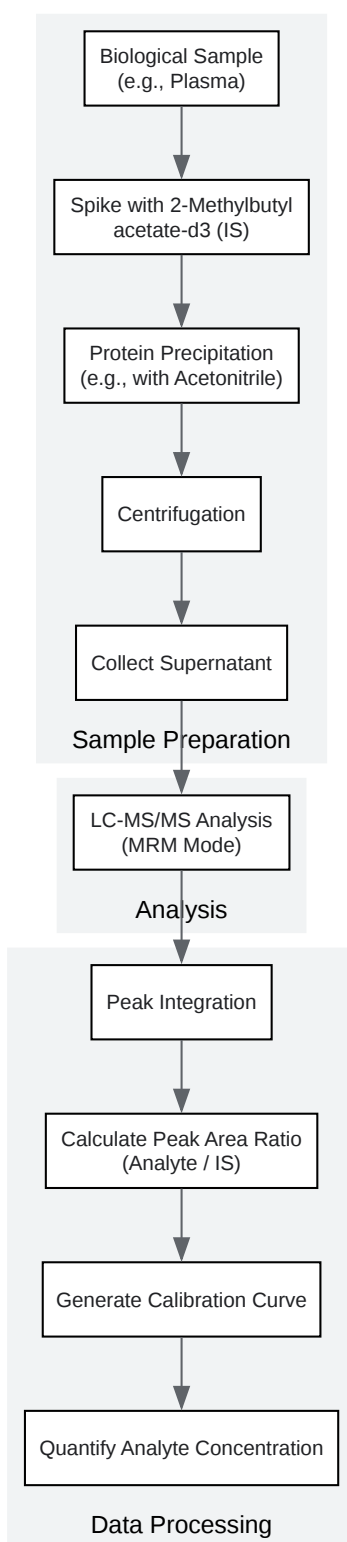 Biological Sample
(e.g., Plasma)
Spike with 2-Methylbutyl
acetate-d3 (IS)
Protein Precipitation
(e.g., with Acetonitrile)
Centrifugation
Collect Supernatant
Sample Preparation
LC-MS/MS Analysis
(MRM Mode)
Analysis
Peak Integration
Calculate Peak Area Ratio
(Analyte / IS)
Generate Calibration Curve
Quantify Analyte Concentration
Data Processing